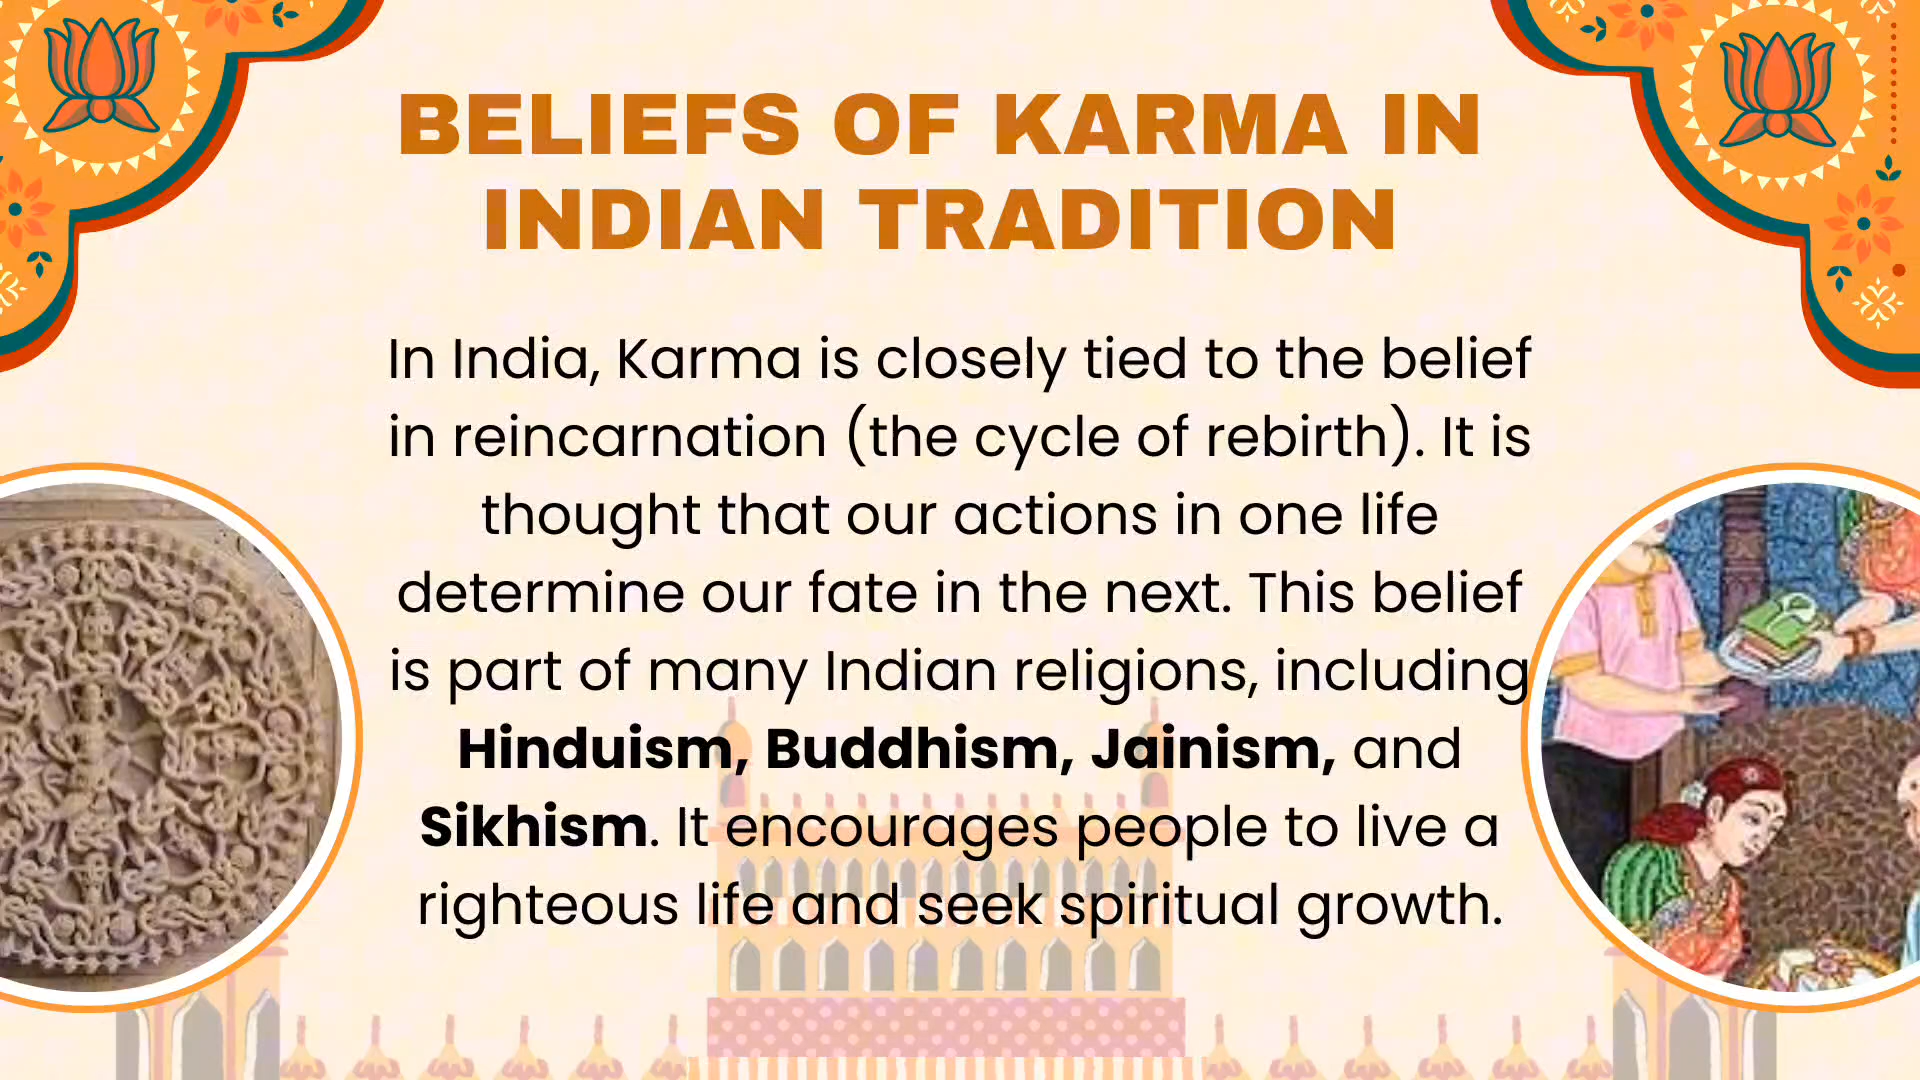 BELIEFS OF KARMA IN
INDIAN TRADITION
In India, Karma is closely tied to the belief
in reincarnation (the cycle of rebirth). It is
thought that our actions in one life
determine our fate in the next. This belief
is part of many Indian religions, including
Hinduism, Buddhism, Jainism, and
Sikhism. It encourages people to live a
righteous life and seek spiritual growth.